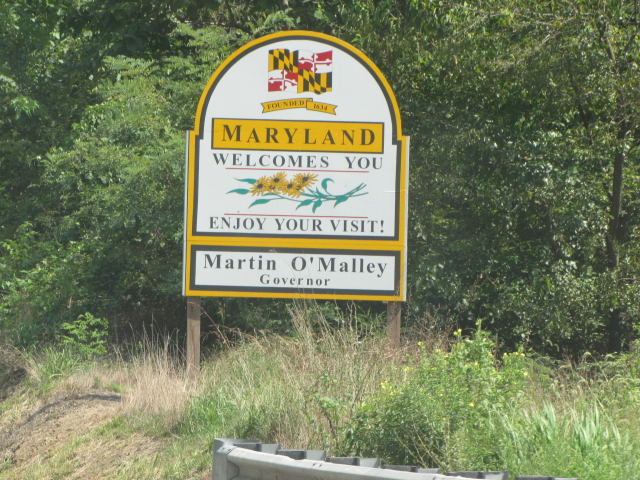 FOUNDED 1634
MARYLAND
WELCOMES YOU
ENJOY YOUR VISIT!
Martin O'Malley
Governor